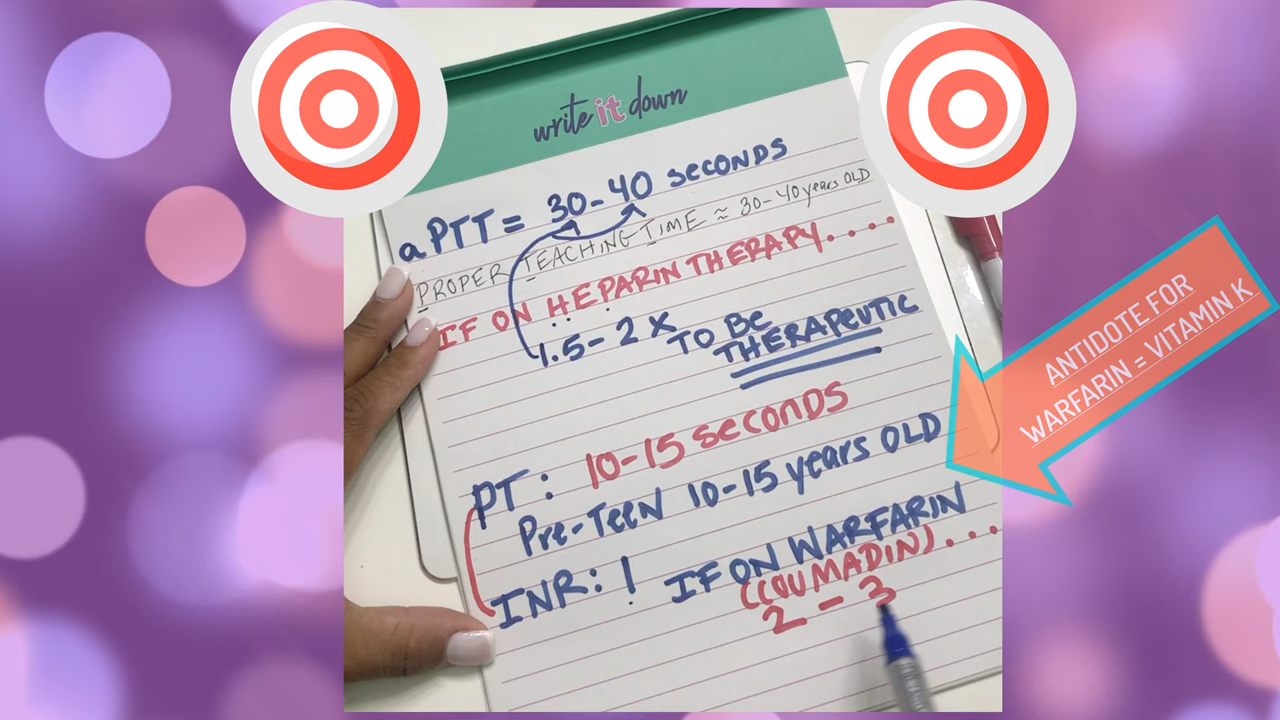 write it down
aPTT = 30-40 seconds
PROPER TEACHING TIME ≈ 30-40 years OLD
IF ON HEPARIN THERAPY....
1.5-2 X TO BE
THERAPEUTIC
PT: 10-15 seconds
Pre-Teen 10-15 years OLD
INR: 1 IF ON WARFARIN
(COUMADIN)...
2-3
ANTIDOTE FOR
WARFARIN = VITAMIN K